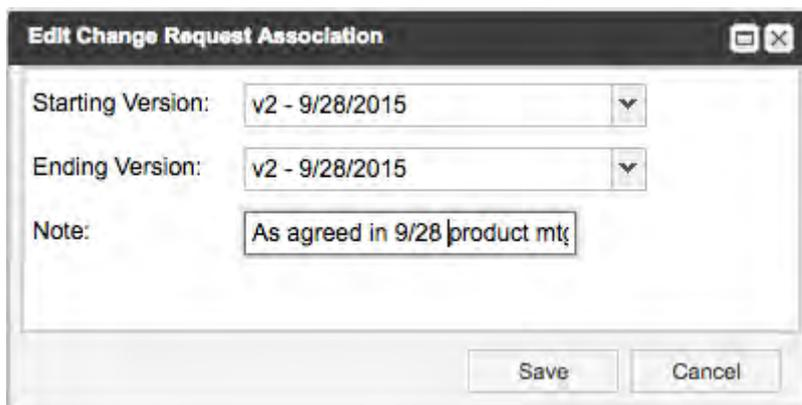 Edit Change Request Association
Starting Version: v2 - 9/28/2015
Ending Version: v2 - 9/28/2015
Note: As agreed in 9/28 product mtg
Save Cancel